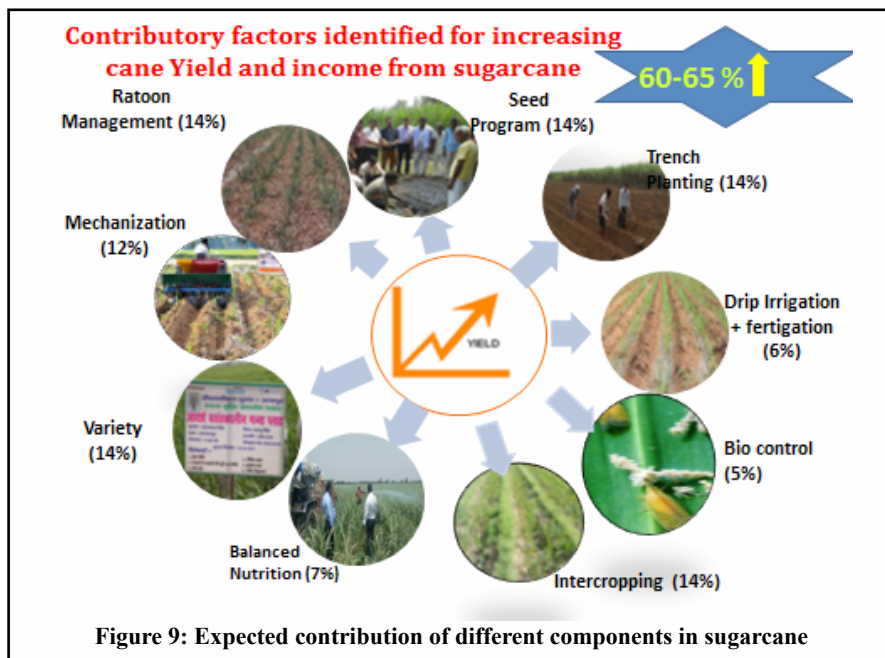 Contributory factors identified for increasing
cane Yield and income from sugarcane
60-65 %
Ratoon
Management (14%)
Seed
Program (14%)
Trench
Planting (14%)
Mechanization
(12%)
Drip Irrigation
+ fertigation
(6%)
YIELD
Variety
(14%)
Bio control
(5%)
Balanced
Nutrition (7%)
Intercropping (14%)
Figure 9: Expected contribution of different components in sugarcane